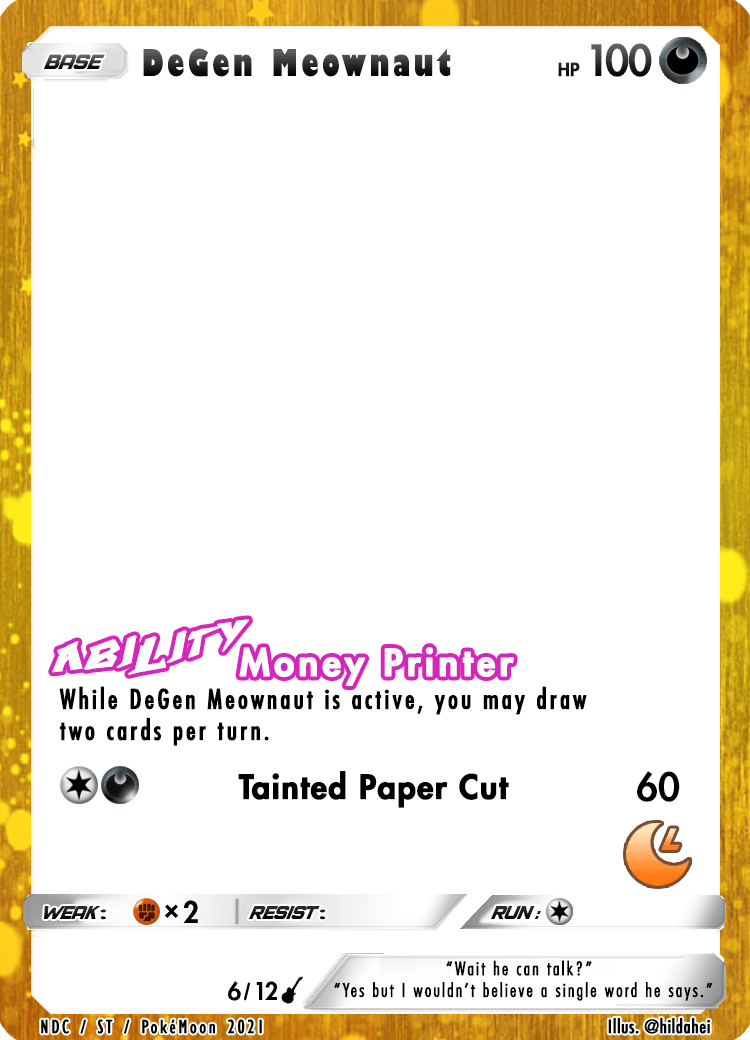 BASE DeGen Meownaut HP 100
ABILITY Money Printer
While DeGen Meownaut is active, you may draw
two cards per turn.
Tainted Paper Cut 60
L
WEAK: ×2 RESIST: RUN:
"Wait he can talk?"
6/12 "Yes but I wouldn't believe a single word he says."
NDC / ST / PokéMoon 2021 Illus. @hildahei